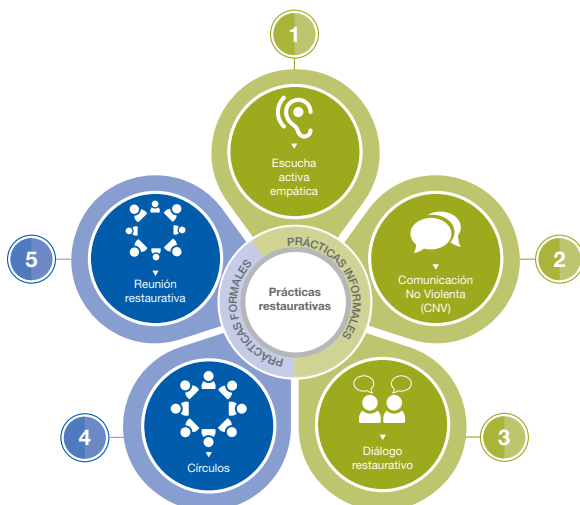 1
Escucha
activa
empática
2
Comunicación
No Violenta
(CNV)
3
Diálogo
restaurativo
4
Círculos
5
Reunión
restaurativa
PRÁCTICAS FORMALES
PRÁCTICAS INFORMALES
Prácticas
restaurativas